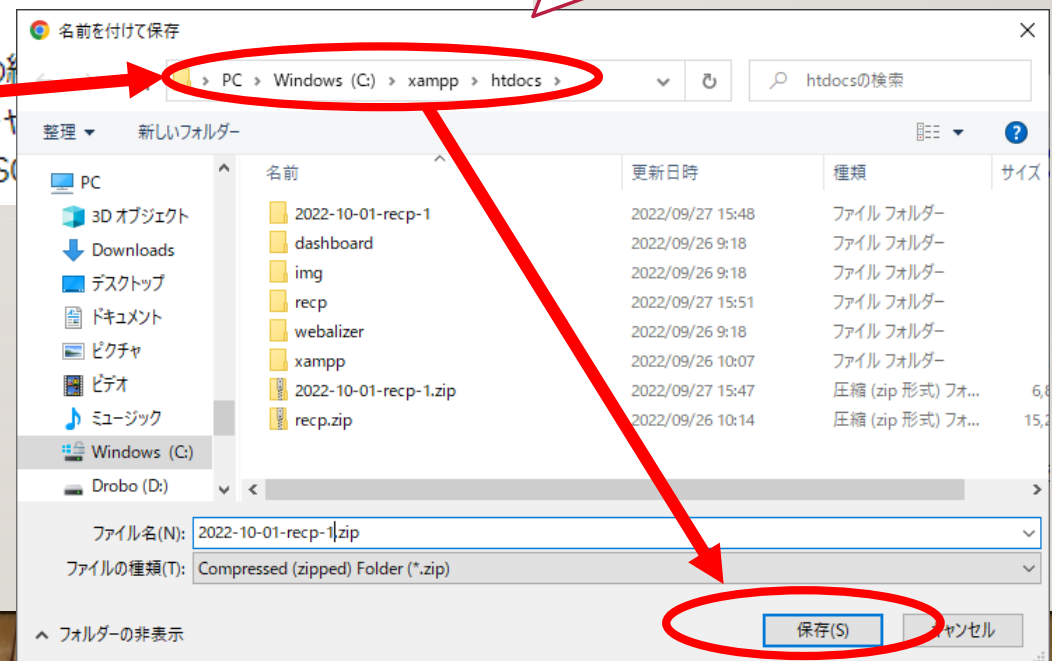 名前を付けて保存
PC > Windows (C:) > xampp > htdocs >
htdocsの検索
整理 新しいフォルダー
名前 更新日時 種類 サイズ
PC
3D オブジェクト
Downloads
デスクトップ
ドキュメント
ピクチャ
ビデオ
ミュージック
Windows (C:)
Drobo (D:)
2022-10-01-recp-1 2022/09/27 15:48 ファイル フォルダー
dashboard 2022/09/26 9:18 ファイル フォルダー
img 2022/09/26 9:18 ファイル フォルダー
recp 2022/09/27 15:51 ファイル フォルダー
webalizer 2022/09/26 9:18 ファイル フォルダー
xampp 2022/09/26 10:07 ファイル フォルダー
2022-10-01-recp-1.zip 2022/09/27 15:47 圧縮 (zip 形式) フォ... 6,
recp.zip 2022/09/26 10:14 圧縮 (zip 形式) フォ... 15,
ファイル名(N): 2022-10-01-recp-1.zip
ファイルの種類(T): Compressed (zipped) Folder (*.zip)
フォルダーの非表示
保存(S) キャンセル